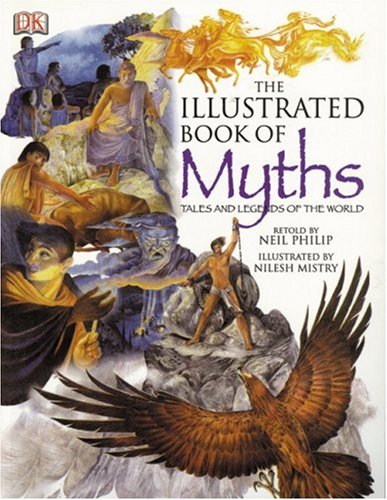 DK
THE
ILLUSTRATED
BOOK OF
Myths
TALES AND LEGENDS OF THE WORLD
RETOLD BY
NEIL PHILIP
ILLUSTRATED BY
NILESH MISTRY